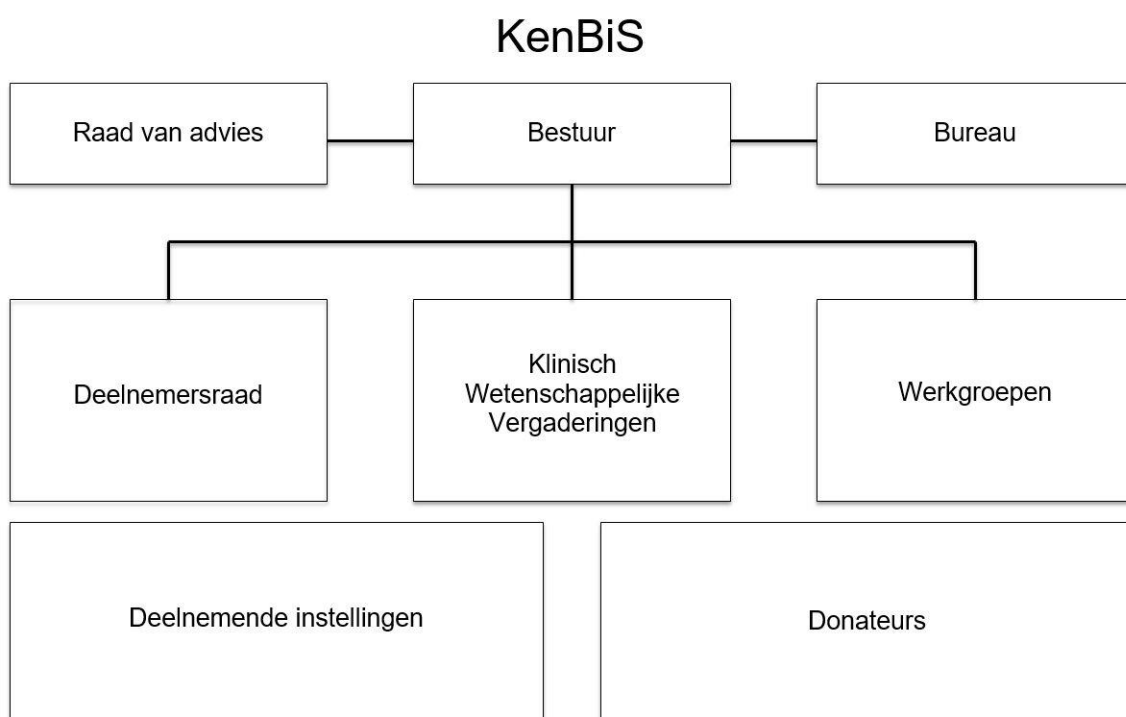 KenBiS
Raad van advies
Bestuur
Bureau
Deelnemersraad
Klinisch
Wetenschappelijke
Vergaderingen
Werkgroepen
Deelnemende instellingen
Donateurs